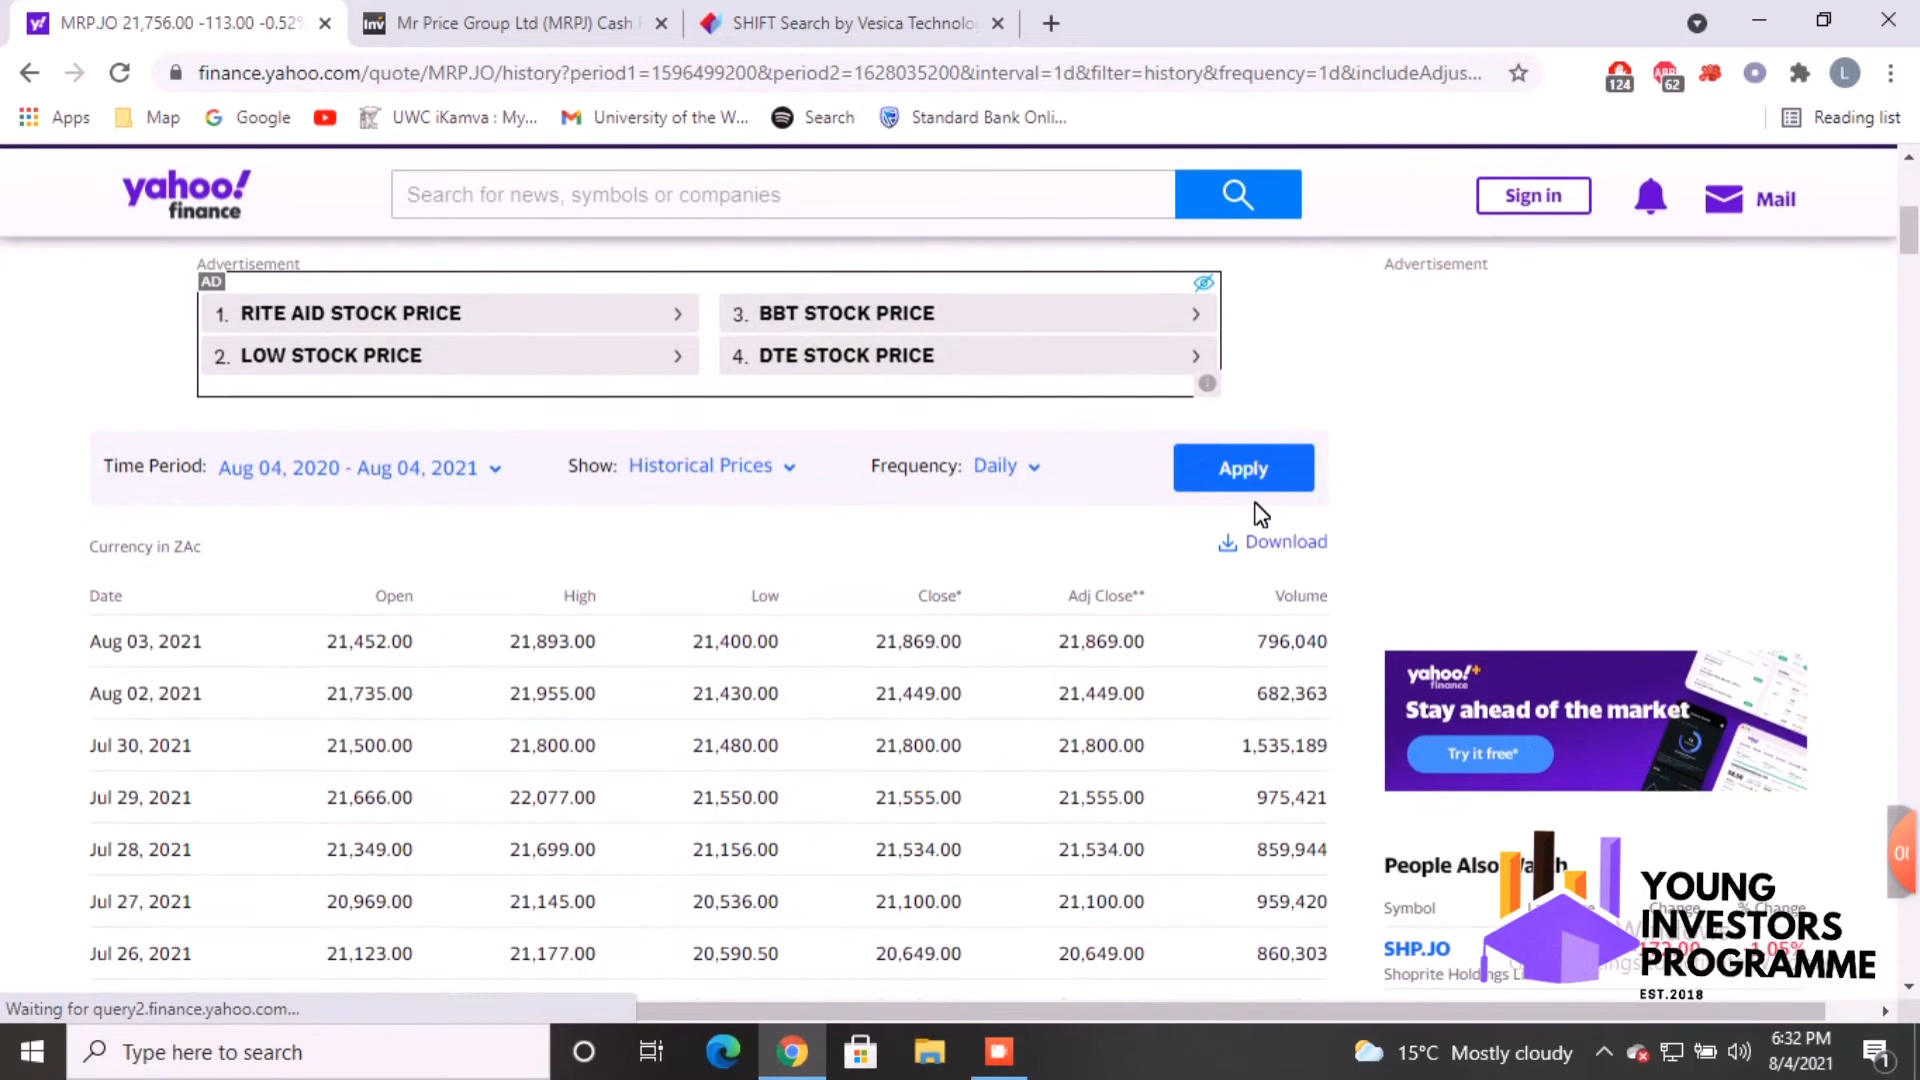 MRP.JO 21,756.00 -113.00 -0.52%
Mr Price Group Ltd (MRPJ) Cash
SHIFT Search by Vesica Technolo
finance.yahoo.com/quote/MRP.JO/history?period1=1596499200&period2=1628035200&interval=1d&filter=history&frequency=1d&includeAdjus...
124
62
L
Apps
Map
Google
UWC iKamva : My...
University of the W...
Search
Standard Bank Onli...
Reading list
yahoo!
finance
Search for news, symbols or companies
Sign in
Mail
Advertisement
Advertisement
AD
1. RITE AID STOCK PRICE
3. BBT STOCK PRICE
2. LOW STOCK PRICE
4. DTE STOCK PRICE
Time Period: Aug 04, 2020 - Aug 04, 2021
Show: Historical Prices
Frequency: Daily
Apply
Currency in ZAc
Download
Date Open High Low Close* Adj Close** Volume
Aug 03, 2021 21,452.00 21,893.00 21,400.00 21,869.00 21,869.00 796,040
Aug 02, 2021 21,735.00 21,955.00 21,430.00 21,449.00 21,449.00 682,363
Jul 30, 2021 21,500.00 21,800.00 21,480.00 21,800.00 21,800.00 1,535,189
Jul 29, 2021 21,666.00 22,077.00 21,550.00 21,555.00 21,555.00 975,421
Jul 28, 2021 21,349.00 21,699.00 21,156.00 21,534.00 21,534.00 859,944
Jul 27, 2021 20,969.00 21,145.00 20,536.00 21,100.00 21,100.00 959,420
Jul 26, 2021 21,123.00 21,177.00 20,590.50 20,649.00 20,649.00 860,303
yahoo!+
finance
Stay ahead of the market
Try it free*
People Also
Symbol Change % Change
SHP.JO -1.05%
Shoprite Holdings Li
YOUNG
INVESTORS
PROGRAMME
EST.2018
Waiting for query2.finance.yahoo.com...
Type here to search
15°C Mostly cloudy
6:32 PM
8/4/2021
1